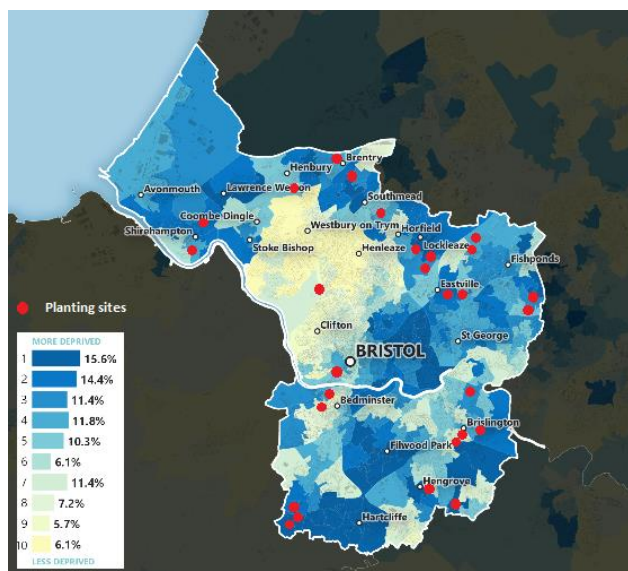 Brentry
Henbury
Avonmouth
Lawrence Weston
Southmead
Coombe Dingle
Shirehampton
Westbury on Trym
Horfield
Stoke Bishop
Henleaze
Lockleaze
Fishponds
Eastville
Planting sites
Clifton
St George
BRISTOL
MORE DEPRIVED
1 15.6%
2 14.4%
3 11.4%
4 11.8%
5 10.3%
6 6.1%
7 11.4%
8 7.2%
9 5.7%
10 6.1%
LESS DEPRIVED
Bedminster
Brislington
Filwood Park
Hengrove
Hartcliffe